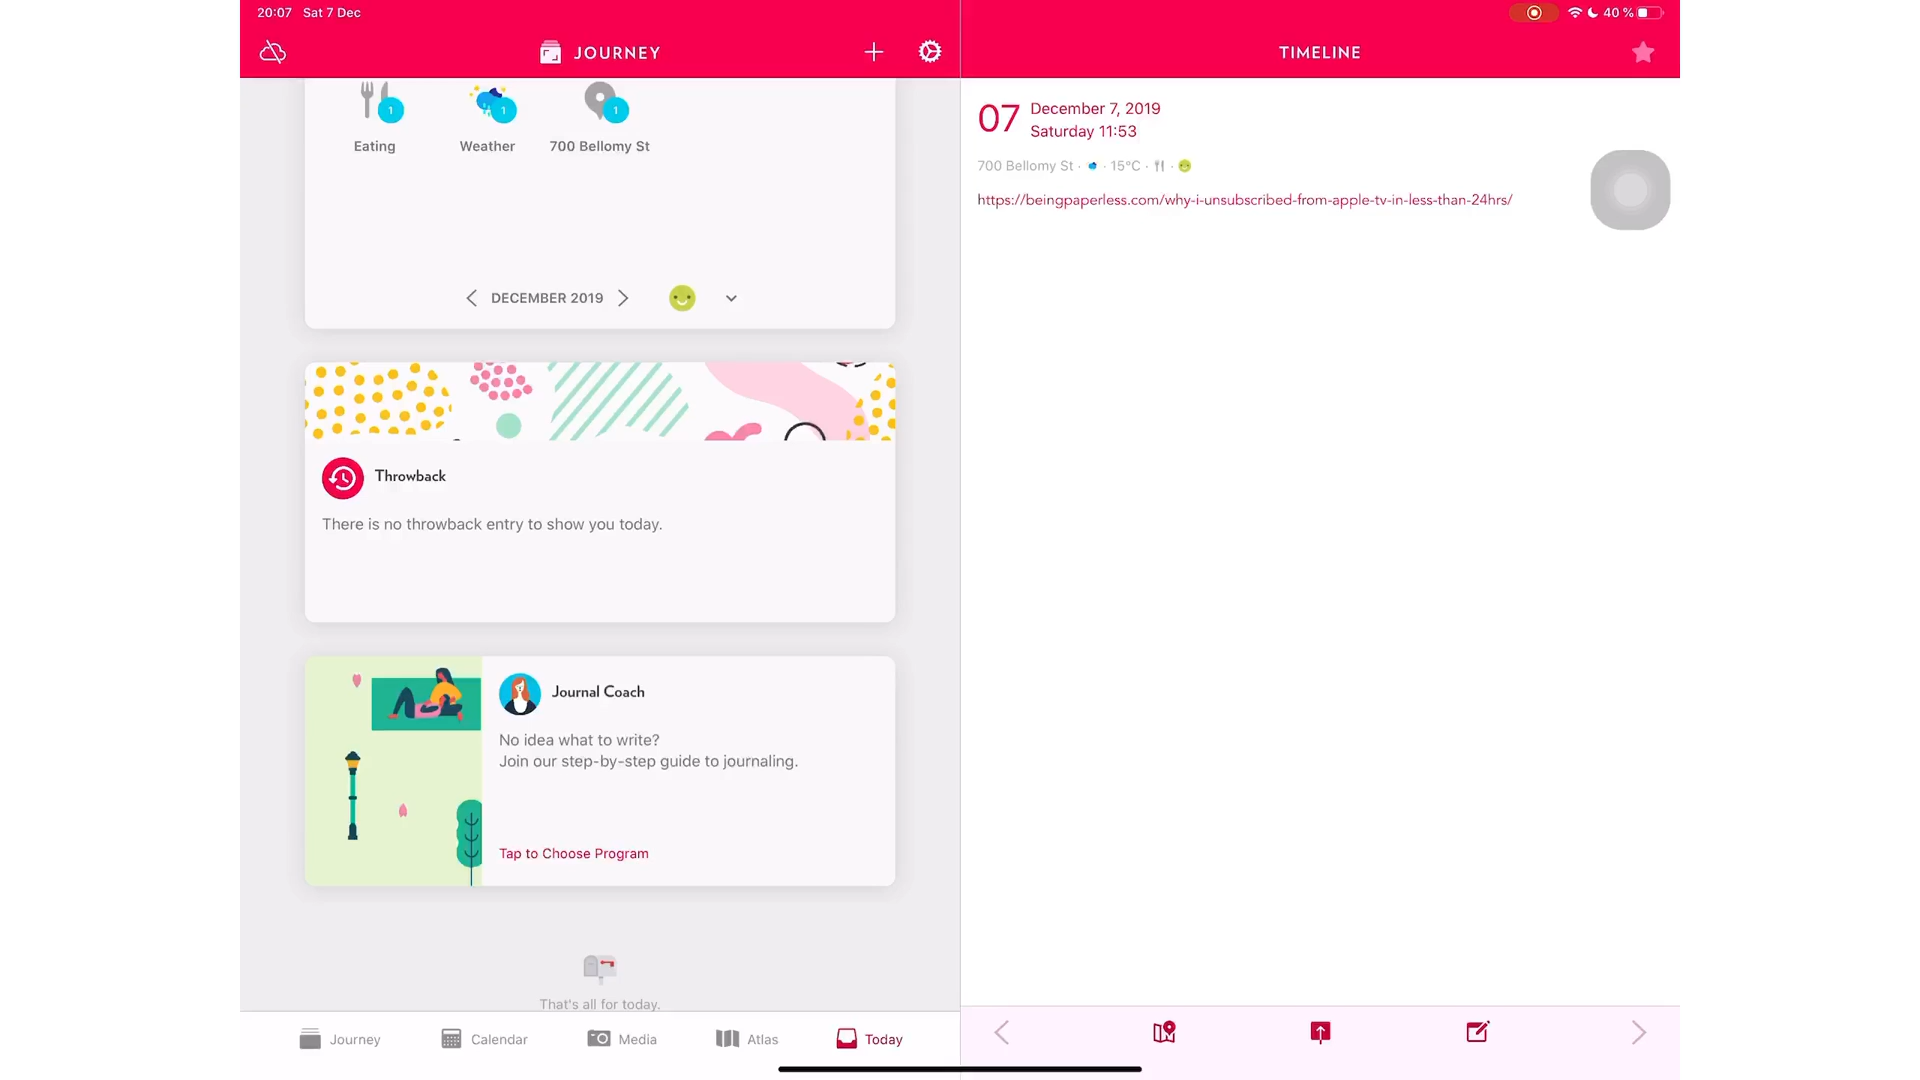 20:07 Sat 7 Dec
40 %
JOURNEY
TIMELINE
1
1
1
Eating
Weather
700 Bellomy St
DECEMBER 2019
Throwback
There is no throwback entry to show you today.
Journal Coach
No idea what to write?
Join our step-by-step guide to journaling.
Tap to Choose Program
That's all for today.
Journey
Calendar
Media
Atlas
Today
07
December 7, 2019
Saturday 11:53
700 Bellomy St · · 15°C · ·
https://beingpaperless.com/why-i-unsubscribed-from-apple-tv-in-less-than-24hrs/